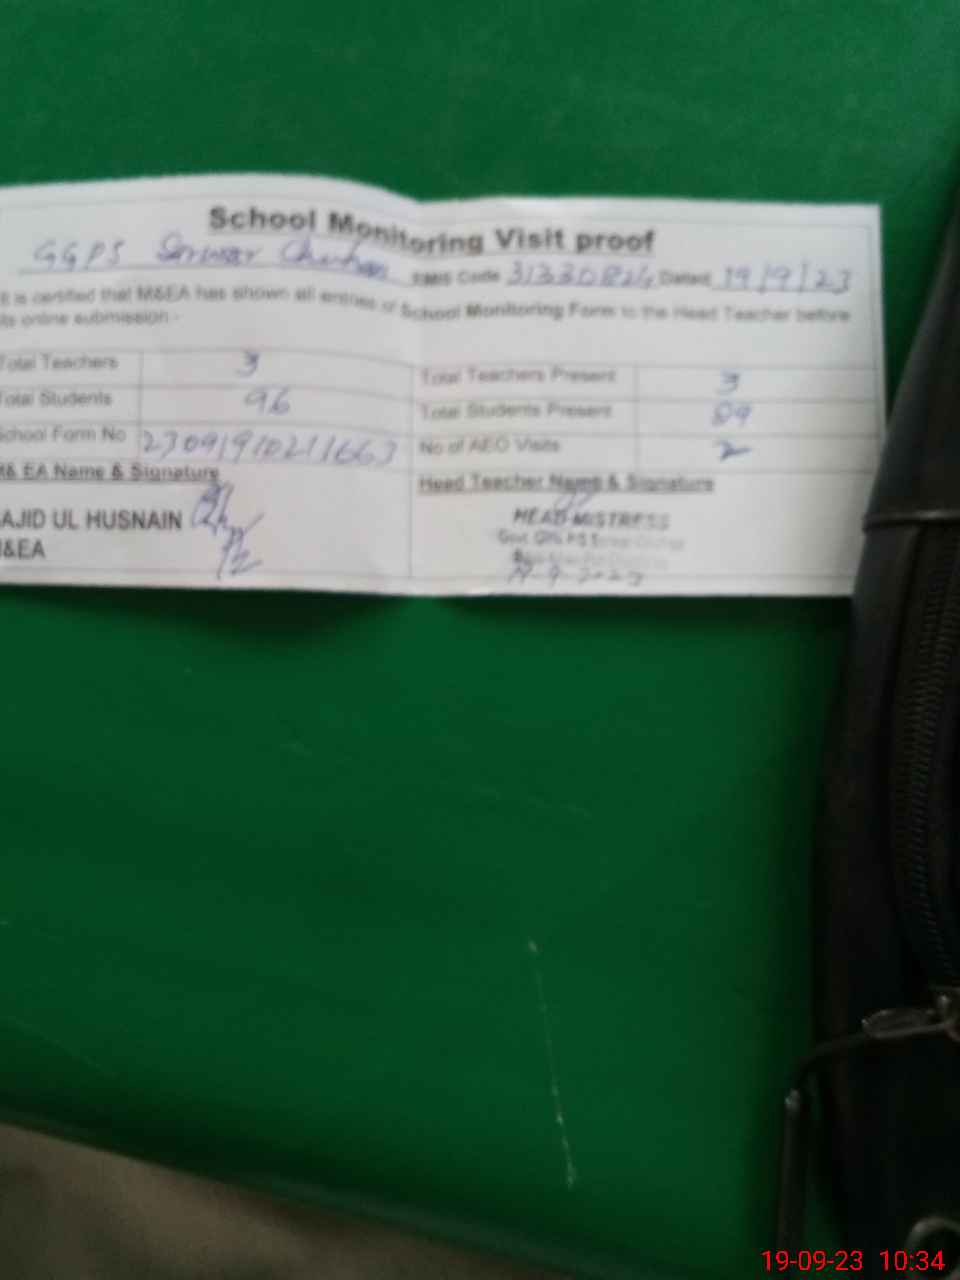 School Monitoring Visit proof
GGPS Sarwar EMIS Code 31330824 Dated 19/9/23
It is certified that M&EA has shown all entries of School Monitoring Form to the Head Teacher before
its online submission.-
Total Teachers 3 Total Teachers Present 3
Total Students 96 Total Students Present 89
School Form No 23091910211663 No of AEO Visits 2
M& EA Name & Signature Head Teacher Name & Signature
AJID UL HUSNAIN HEAD MISTRESS
M&EA Govt.
19-9-2023
19-09-23 10:34